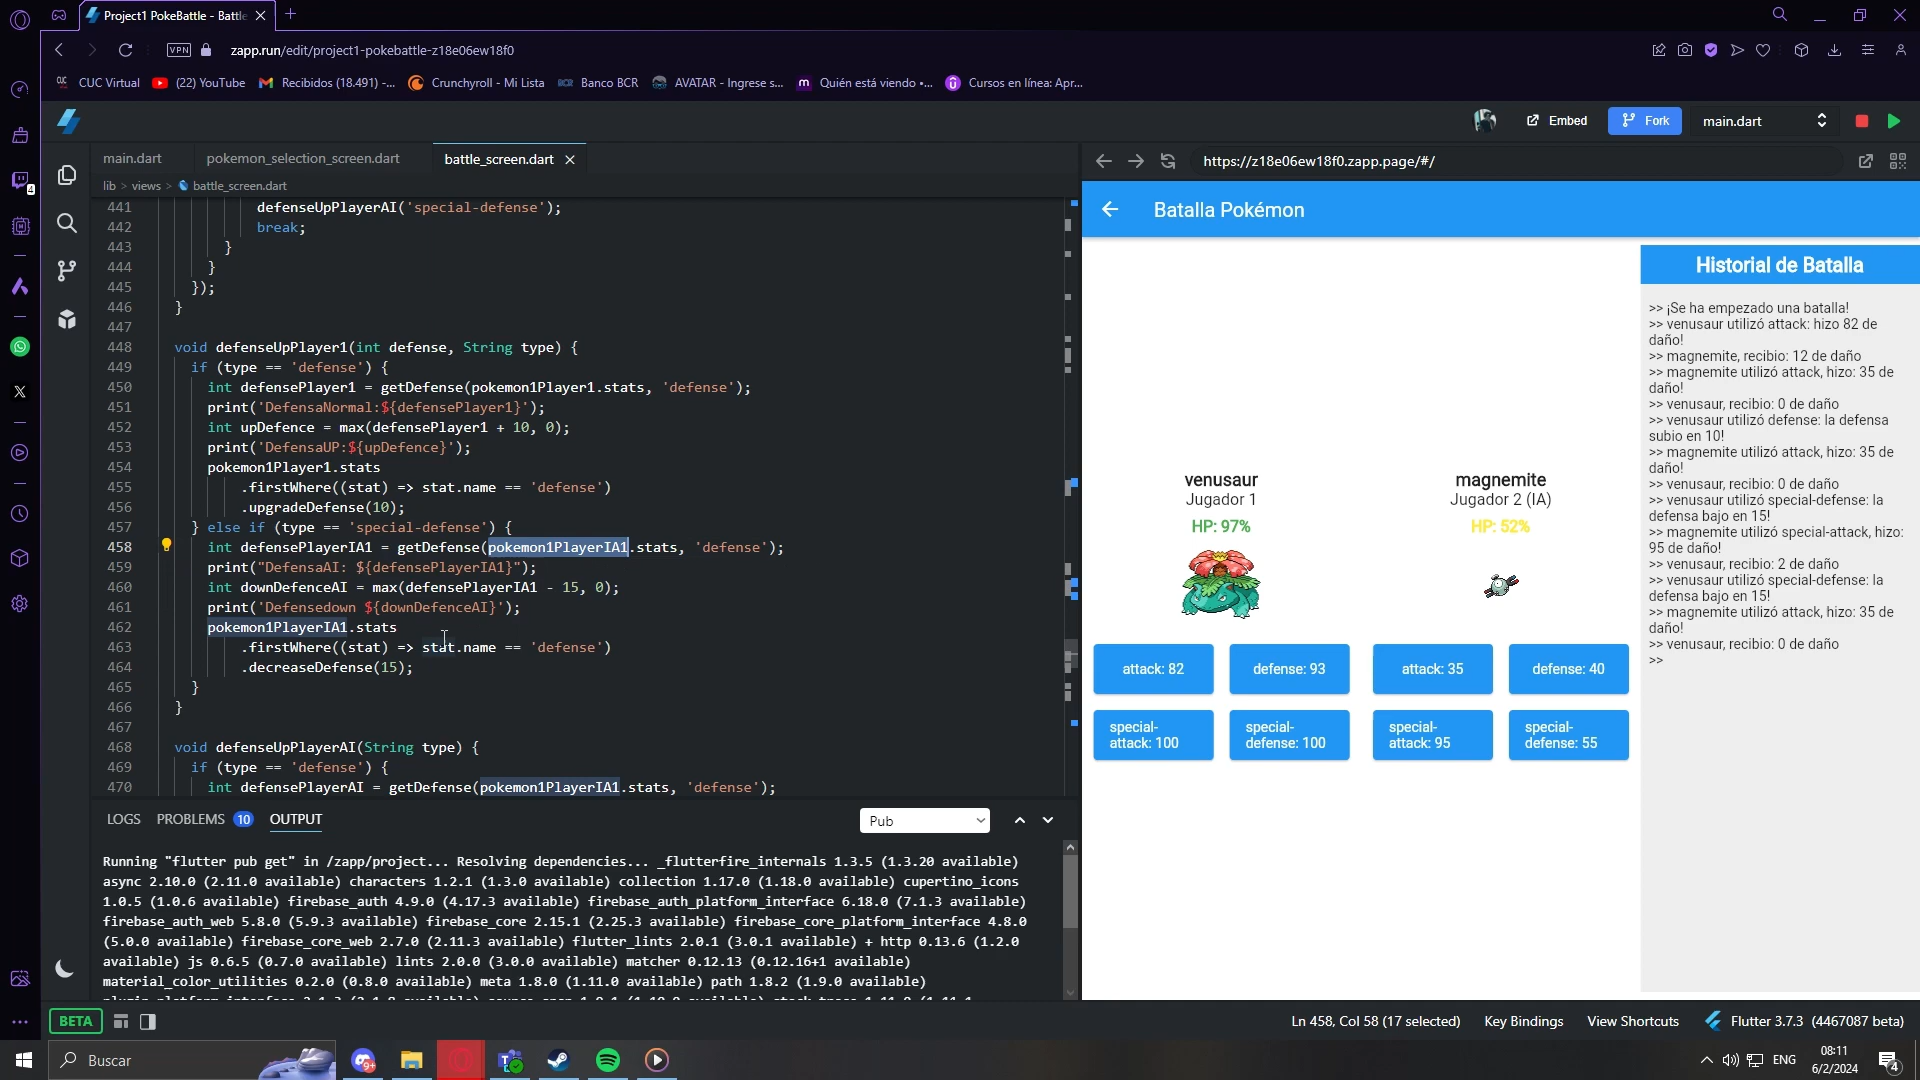 Project1 PokeBattle - Battle
zapp.run/edit/project1-pokebattle-z18e06ew18f0
VPN
CUC Virtual
(22) YouTube
Recibidos (18.491) -...
Crunchyroll - Mi Lista
BCR
Banco BCR
AVATAR - Ingrese s...
Quién está viendo •...
Cursos en línea: Apr...
Embed
Fork
main.dart
main.dart
pokemon_selection_screen.dart
battle_screen.dart
lib > views > battle_screen.dart
441 defenseUpPlayerAI('special-defense');
442 break;
443 }
444 }
445 });
446 }
447
448 void defenseUpPlayer1(int defense, String type) {
449 if (type == 'defense') {
450 int defensePlayer1 = getDefense(pokemon1Player1.stats, 'defense');
451 print('DefensaNormal:${defensePlayer1}');
452 int upDefence = max(defensePlayer1 + 10, 0);
453 print('DefensaUP:${upDefence}');
454 pokemon1Player1.stats
455 .firstWhere((stat) => stat.name == 'defense')
456 .upgradeDefense(10);
457 } else if (type == 'special-defense') {
458 int defensePlayerIA1 = getDefense(pokemon1PlayerIA1.stats, 'defense');
459 print("DefensaAI: ${defensePlayerIA1}");
460 int downDefenceAI = max(defensePlayerIA1 - 15, 0);
461 print('Defensedown ${downDefenceAI}');
462 pokemon1PlayerIA1.stats
463 .firstWhere((stat) => stat.name == 'defense')
464 .decreaseDefense(15);
465 }
466 }
467
468 void defenseUpPlayerAI(String type) {
469 if (type == 'defense') {
470 int defensePlayerAI = getDefense(pokemon1PlayerIA1.stats, 'defense');
LOGS
PROBLEMS 10
OUTPUT
Pub
Running "flutter pub get" in /zapp/project... Resolving dependencies... _flutterfire_internals 1.3.5 (1.3.20 available)
async 2.10.0 (2.11.0 available) characters 1.2.1 (1.3.0 available) collection 1.17.0 (1.18.0 available) cupertino_icons
1.0.5 (1.0.6 available) firebase_auth 4.9.0 (4.17.3 available) firebase_auth_platform_interface 6.18.0 (7.1.3 available)
firebase_auth_web 5.8.0 (5.9.3 available) firebase_core 2.15.1 (2.25.3 available) firebase_core_platform_interface 4.8.0
(5.0.0 available) firebase_core_web 2.7.0 (2.11.3 available) flutter_lints 2.0.1 (3.0.1 available) + http 0.13.6 (1.2.0
available) js 0.6.5 (0.7.0 available) lints 2.0.0 (3.0.0 available) matcher 0.12.13 (0.12.16+1 available)
material_color_utilities 0.2.0 (0.8.0 available) meta 1.8.0 (1.11.0 available) path 1.8.2 (1.9.0 available)
https://z18e06ew18f0.zapp.page/#/
Batalla Pokémon
venusaur
Jugador 1
HP: 97%
magnemite
Jugador 2 (IA)
HP: 52%
attack: 82
defense: 93
attack: 35
defense: 40
special-
attack: 100
special-
defense: 100
special-
attack: 95
special-
defense: 55
Historial de Batalla
>> ¡Se ha empezado una batalla!
>> venusaur utilizó attack: hizo 82 de
daño!
>> magnemite, recibio: 12 de daño
>> magnemite utilizó attack, hizo: 35 de
daño!
>> venusaur, recibio: 0 de daño
>> venusaur utilizó defense: la defensa
subio en 10!
>> magnemite utilizó attack, hizo: 35 de
daño!
>> venusaur, recibio: 0 de daño
>> venusaur utilizó special-defense: la
defensa bajo en 15!
>> magnemite utilizó special-attack, hizo:
95 de daño!
>> venusaur, recibio: 2 de daño
>> venusaur utilizó special-defense: la
defensa bajo en 15!
>> magnemite utilizó attack, hizo: 35 de
daño!
>> venusaur, recibio: 0 de daño
>>
BETA
Ln 458, Col 58 (17 selected)
Key Bindings
View Shortcuts
Flutter 3.7.3 (4467087 beta)
Buscar
9+
ENG
08:11
6/2/2024
4
4